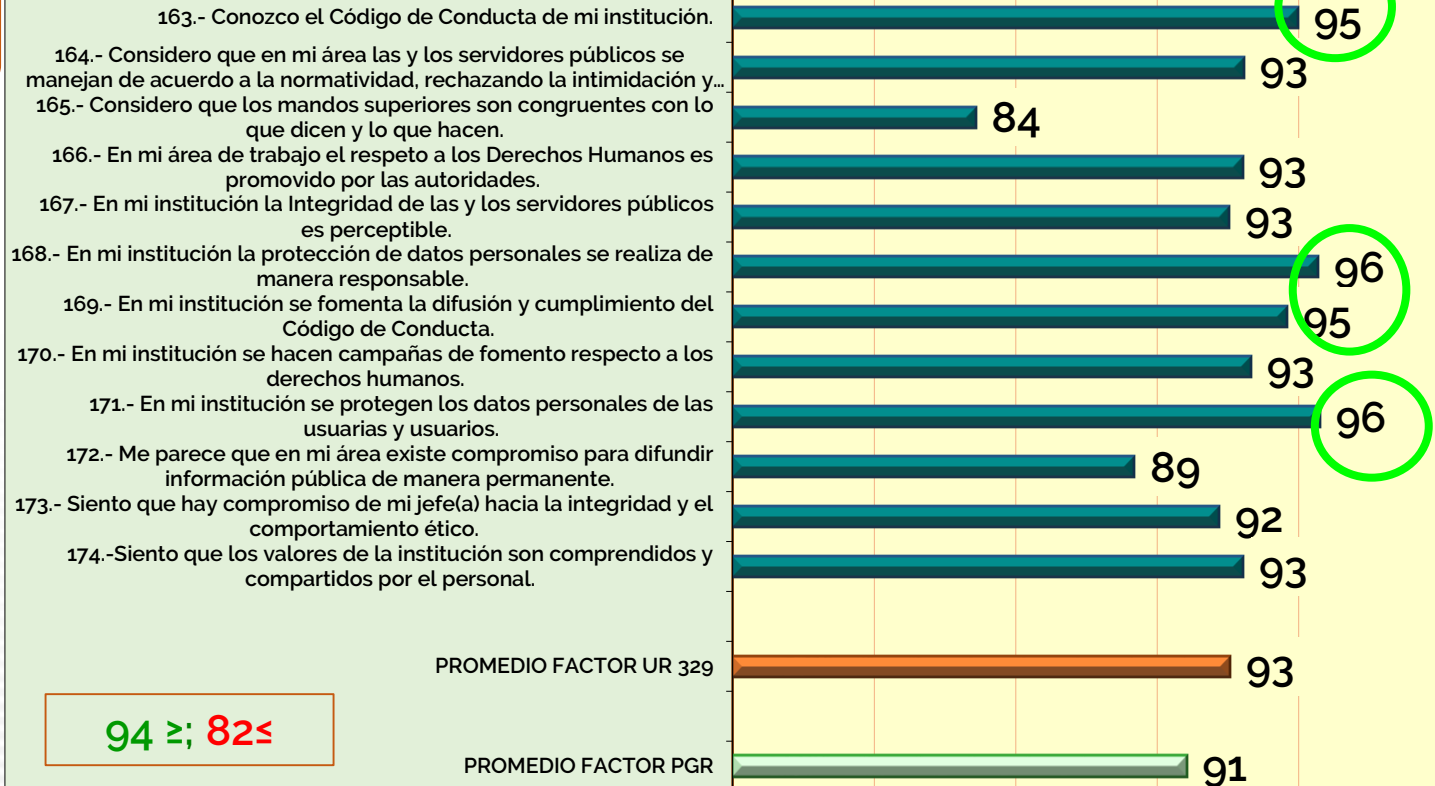 163.- Conozco el Código de Conducta de mi institución.
95
164.- Considero que en mi área las y los servidores públicos se
manejan de acuerdo a la normatividad, rechazando la intimidación y...
93
165.- Considero que los mandos superiores son congruentes con lo
que dicen y lo que hacen.
84
166.- En mi área de trabajo el respeto a los Derechos Humanos es
promovido por las autoridades.
93
167.- En mi institución la Integridad de las y los servidores públicos
es perceptible.
93
168.- En mi institución la protección de datos personales se realiza de
manera responsable.
96
169.- En mi institución se fomenta la difusión y cumplimiento del
Código de Conducta.
95
170.- En mi institución se hacen campañas de fomento respecto a los
derechos humanos.
93
171.- En mi institución se protegen los datos personales de las
usuarias y usuarios.
96
172.- Me parece que en mi área existe compromiso para difundir
información pública de manera permanente.
89
173.- Siento que hay compromiso de mi jefe(a) hacia la integridad y el
comportamiento ético.
92
174.-Siento que los valores de la institución son comprendidos y
compartidos por el personal.
93
PROMEDIO FACTOR UR 329
93
94 ≥; 82≤
PROMEDIO FACTOR PGR
91